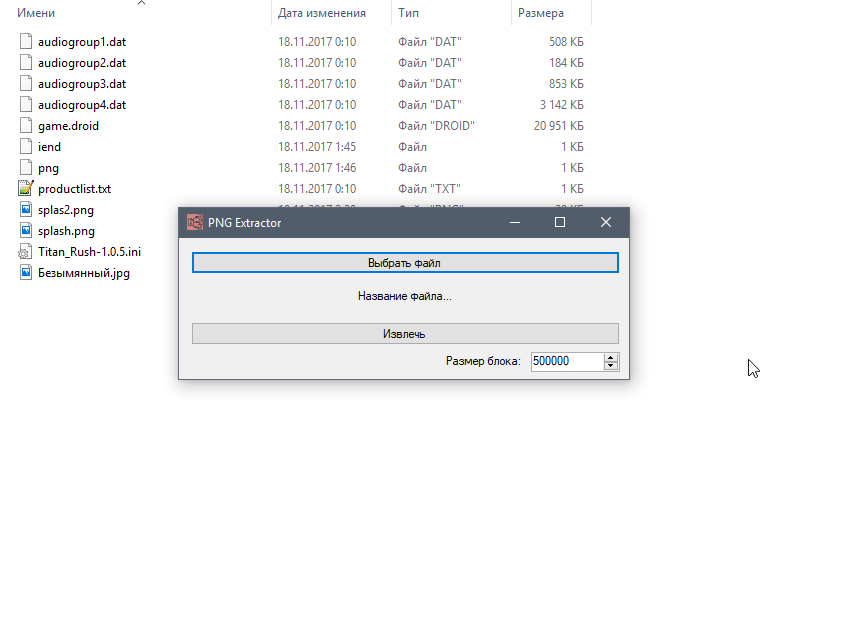 Имени Дата изменения Тип Размера
audiogroup1.dat 18.11.2017 0:10 Файл "DAT" 508 КБ
audiogroup2.dat 18.11.2017 0:10 Файл "DAT" 184 КБ
audiogroup3.dat 18.11.2017 0:10 Файл "DAT" 853 КБ
audiogroup4.dat 18.11.2017 0:10 Файл "DAT" 3 142 КБ
game.droid 18.11.2017 0:10 Файл "DROID" 20 951 КБ
iend 18.11.2017 1:45 Файл 1 КБ
png 18.11.2017 1:46 Файл 1 КБ
productlist.txt 18.11.2017 0:10 Файл "TXT" 1 КБ
splas2.png
splash.png
Titan_Rush-1.0.5.ini
Безымянный.jpg
PNG Extractor
Выбрать файл
Название файла...
Извлечь
Размер блока: 500000